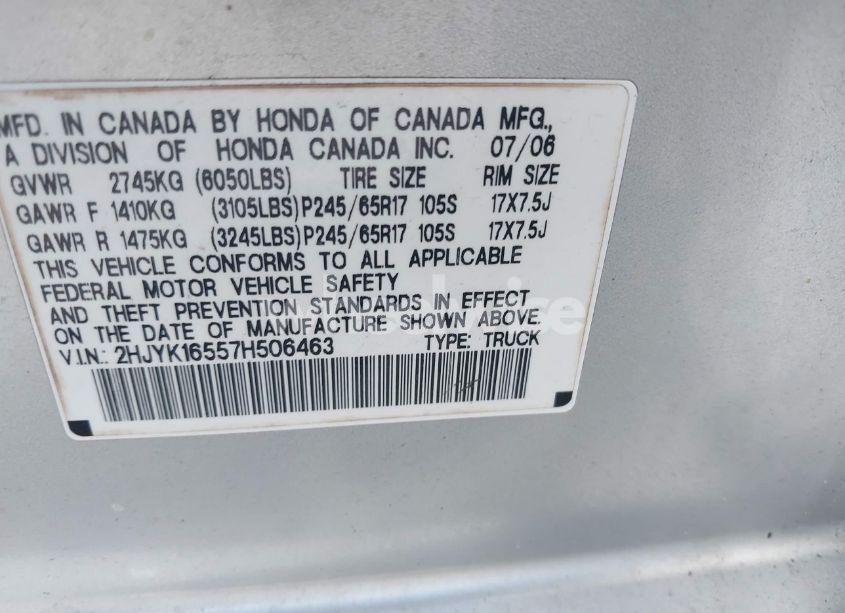 MFD. IN CANADA BY HONDA OF CANADA MFG.,
A DIVISION OF HONDA CANADA INC. 07/06
GVWR 2745KG (6050LBS) TIRE SIZE RIM SIZE
GAWR F 1410KG (3105LBS) P245/65R17 105S 17X7.5J
GAWR R 1475KG (3245LBS) P245/65R17 105S 17X7.5J
THIS VEHICLE CONFORMS TO ALL APPLICABLE
FEDERAL MOTOR VEHICLE SAFETY
AND THEFT PREVENTION STANDARDS IN EFFECT
ON THE DATE OF MANUFACTURE SHOWN ABOVE.
V.I.N.: 2HJYK16557H506463 TYPE: TRUCK